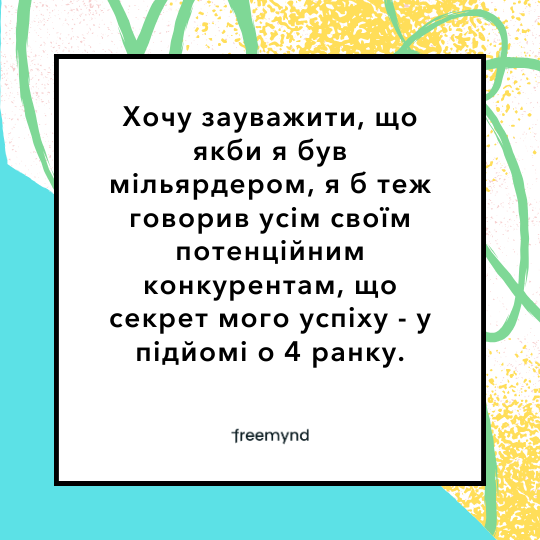 Хочу зауважити, що
якби я був
мільярдером, я б теж
говорив усім своїм
потенційним
конкурентам, що
секрет мого успіху - у
підйомі о 4 ранку.
freemynd